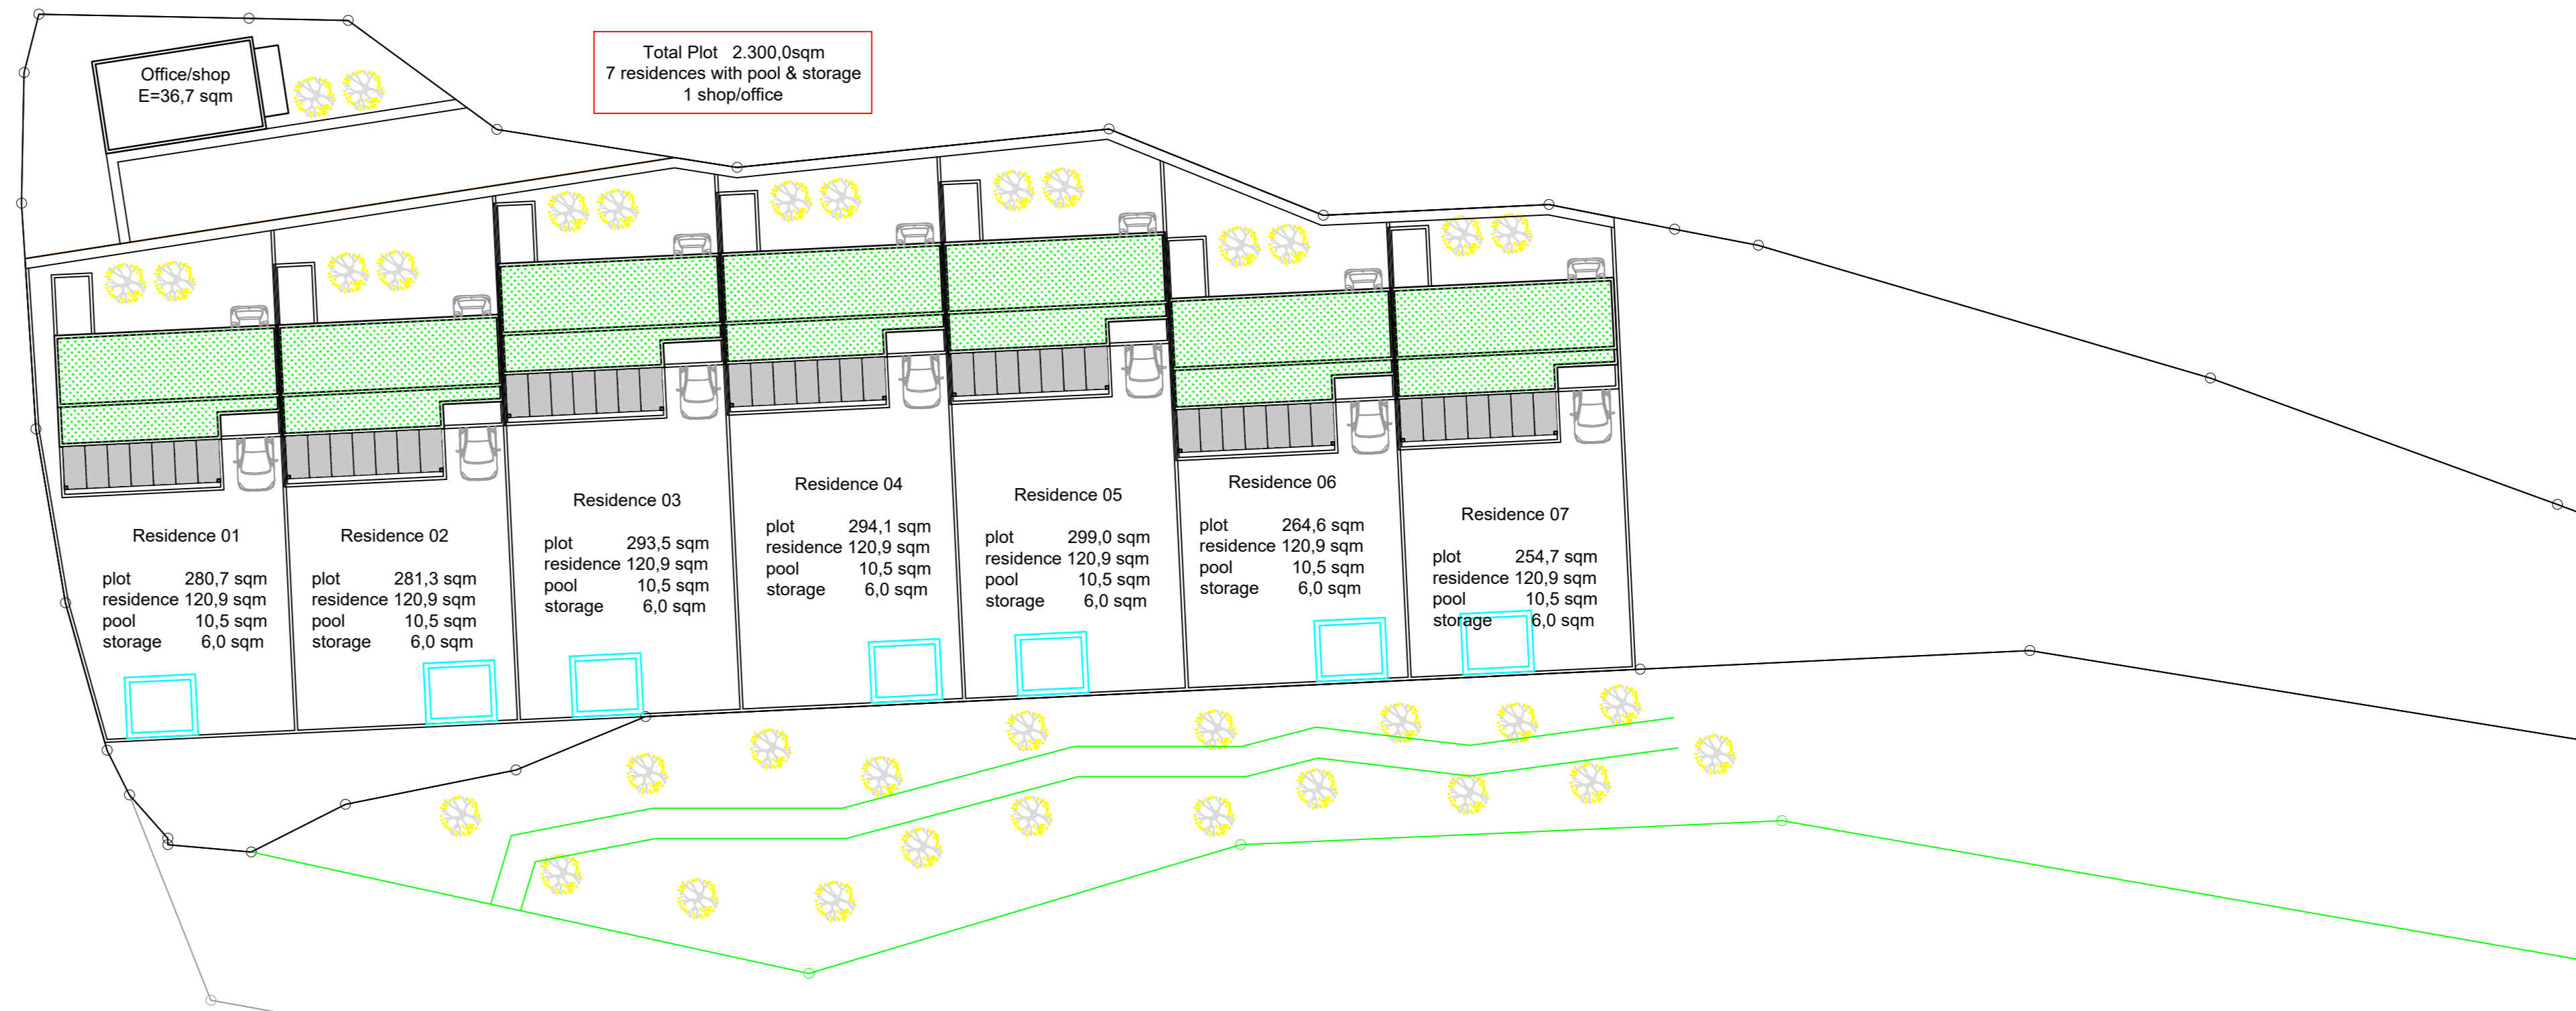 Office/shop
E=36,7 sqm
Total Plot 2.300,0sqm
7 residences with pool & storage
1 shop/office
Residence 01
plot 280,7 sqm
residence 120,9 sqm
pool 10,5 sqm
storage 6,0 sqm
Residence 02
plot 281,3 sqm
residence 120,9 sqm
pool 10,5 sqm
storage 6,0 sqm
Residence 03
plot 293,5 sqm
residence 120,9 sqm
pool 10,5 sqm
storage 6,0 sqm
Residence 04
plot 294,1 sqm
residence 120,9 sqm
pool 10,5 sqm
storage 6,0 sqm
Residence 05
plot 299,0 sqm
residence 120,9 sqm
pool 10,5 sqm
storage 6,0 sqm
Residence 06
plot 264,6 sqm
residence 120,9 sqm
pool 10,5 sqm
storage 6,0 sqm
Residence 07
plot 254,7 sqm
residence 120,9 sqm
pool 10,5 sqm
storage 6,0 sqm